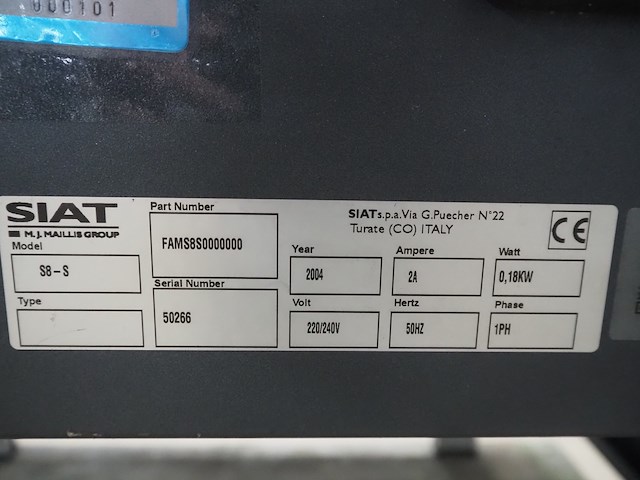 000101
SIAT
M.J. MAILLIS GROUP
Part Number
FAMS8S0000000
SIAT s.p.a. Via G.Puecher N°22
Turate (CO) ITALY
CE
Model
S8-S
Year
2004
Ampere
2A
Watt
0,18KW
Type
Serial Number
50266
Volt
220/240V
Hertz
50HZ
Phase
1PH